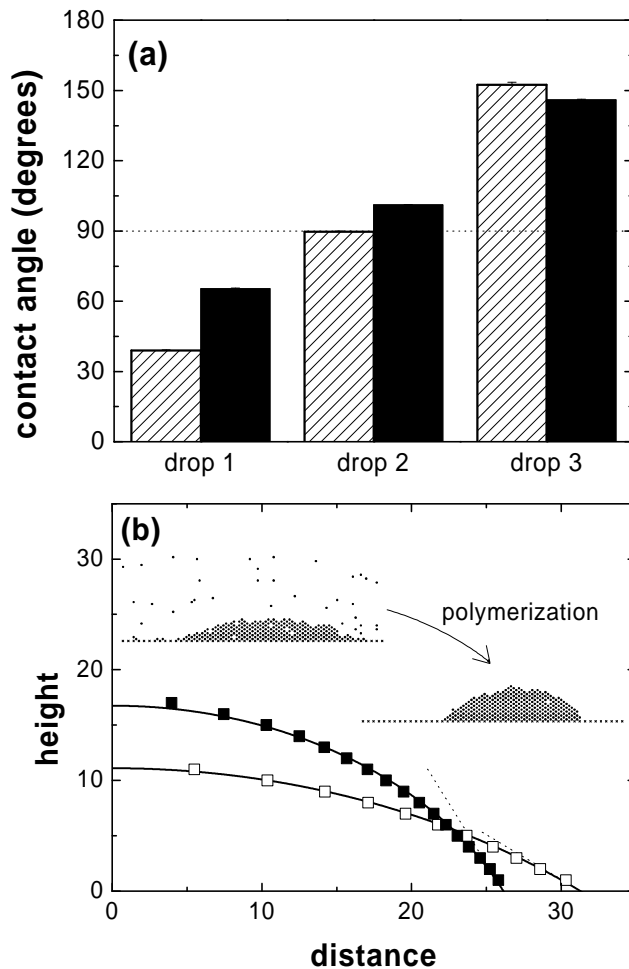 (a)
contact angle (degrees)
180
150
120
90
60
30
0
drop 1 drop 2 drop 3
(b)
polymerization
height
30
20
10
0
0 10 20 30
distance